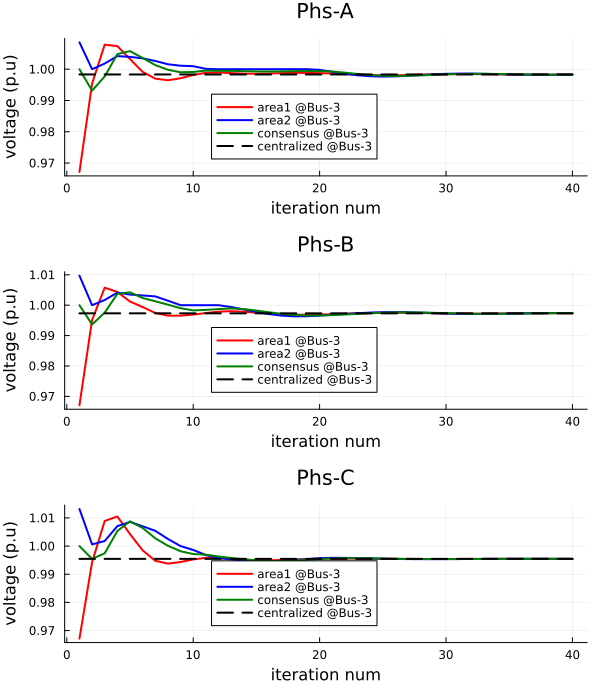 Phs-A
voltage (p.u)
1.00
0.99
0.98
0.97
area1 @Bus-3
area2 @Bus-3
consensus @Bus-3
centralized @Bus-3
0 10 20 30 40
iteration num
Phs-B
voltage (p.u)
1.01
1.00
0.99
0.98
0.97
area1 @Bus-3
area2 @Bus-3
consensus @Bus-3
centralized @Bus-3
0 10 20 30 40
iteration num
Phs-C
voltage (p.u)
1.01
1.00
0.99
0.98
0.97
area1 @Bus-3
area2 @Bus-3
consensus @Bus-3
centralized @Bus-3
0 10 20 30 40
iteration num